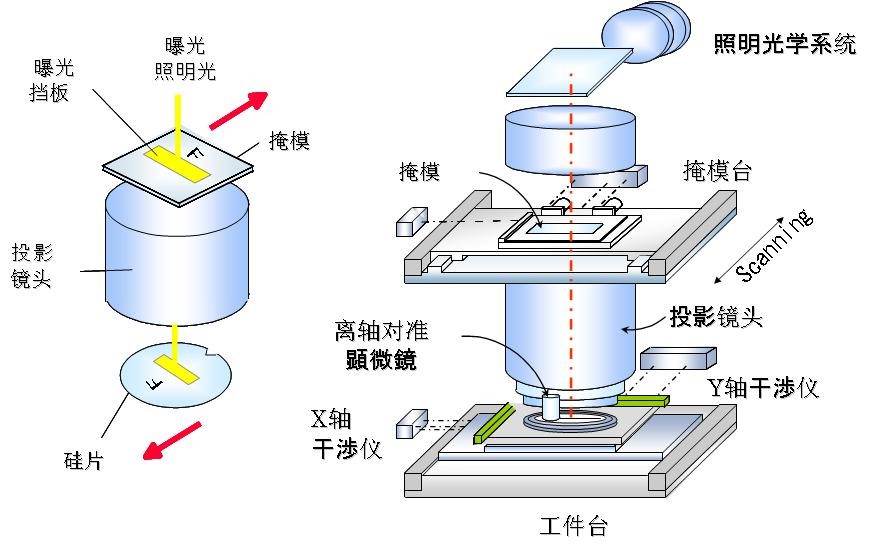 曝光
照明光
曝光
挡板
掩模
F
投影
镜头
F
硅片
照明光学系统
掩模
掩模台
Scanning
离轴对准
顕微鏡
投影镜头
X轴
干渉仪
Y轴干渉仪
工件台